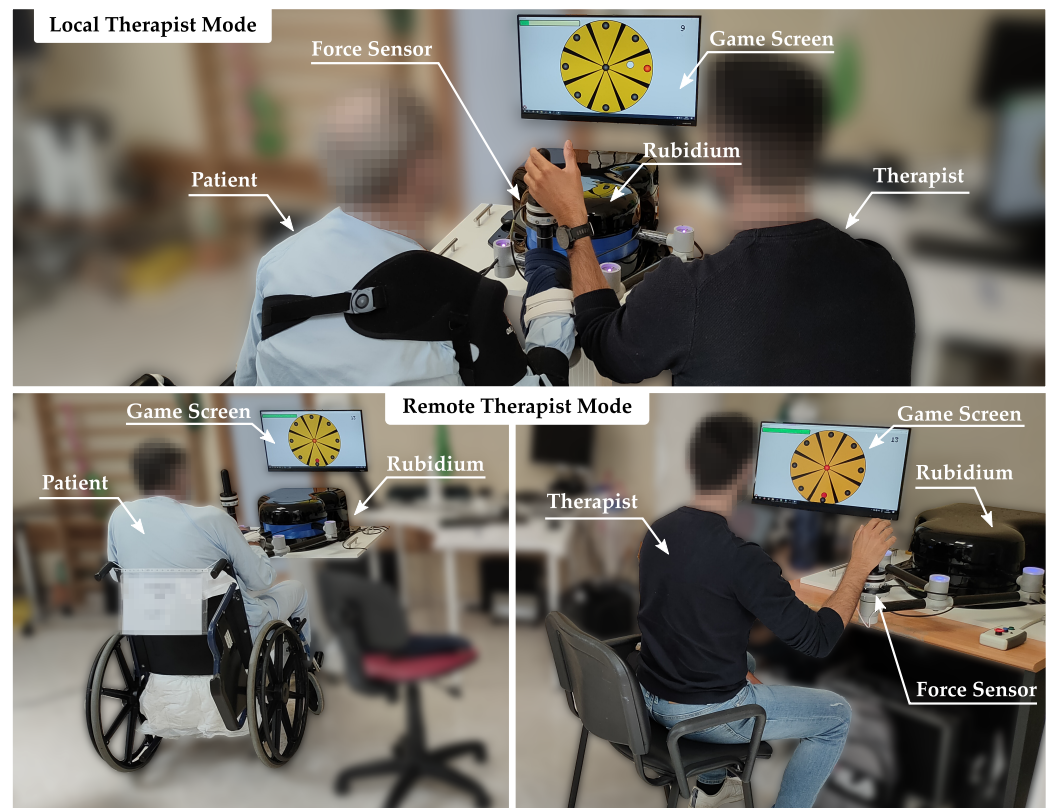 Local Therapist Mode
Force Sensor
Game Screen
9
Rubidium
Patient
Therapist
Remote Therapist Mode
Game Screen
Rubidium
Patient
Game Screen
13
Rubidium
Therapist
Force Sensor